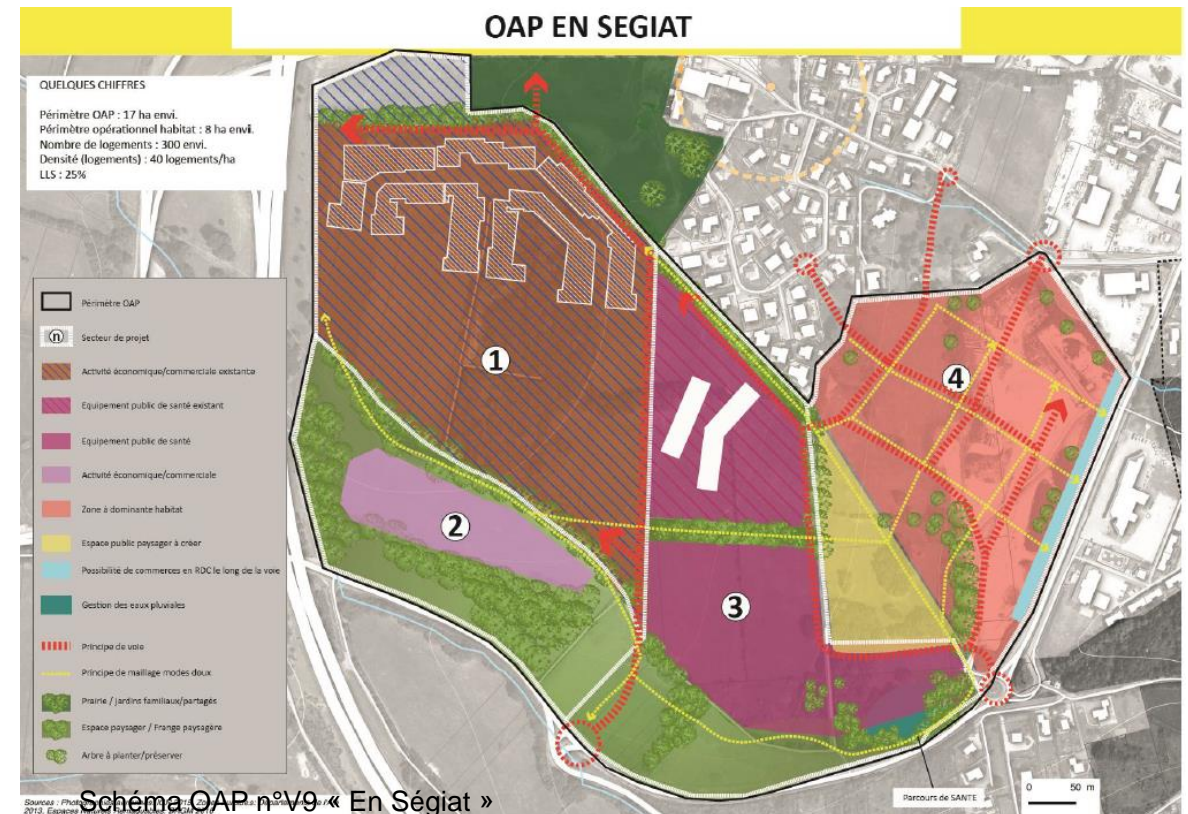 OAP EN SEGIAT
QUELQUES CHIFFRES
Périmètre OAP : 17 ha envi.
Périmètre opérationnel habitat : 8 ha envi.
Nombre de logements : 300 envi.
Densité (logements) : 40 logements/ha
LLS : 25%
Périmètre OAP
n
Secteur de projet
Activité économique/commerciale existante
Equipement public de santé existant
Equipement public de santé
Activité économique/commerciale
Zone à dominante habitat
Espace public paysager à créer
Possibilité de commerces en RDC le long de la voie
Gestion des eaux pluviales
Principe de voie
Principe de maillage modes doux
Prairie / jardins familiaux/partagés
Espace paysager / Frange paysagère
Arbre à planter/préserver
1
2
3
4
Parcours de SANTE
0 50 m
Sources :
Schéma OAP n°V9 « En Ségiat »